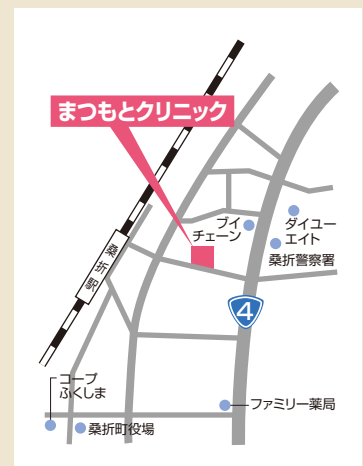 まつもとクリニック
ブイ
チェーン
ダイユー
エイト
桑折警察署
桑折駅
4
コープ
ふくしま
ファミリー薬局
桑折町役場